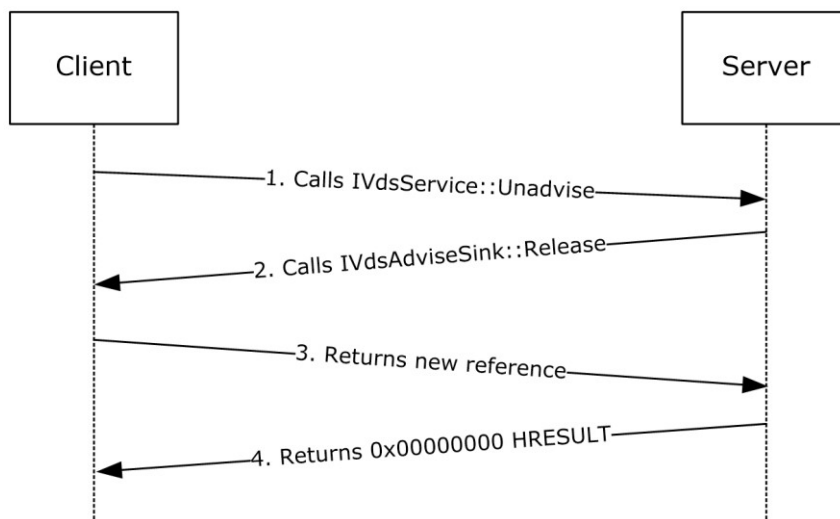 Client
Server
1. Calls IVdsService::Unadvise
2. Calls IVdsAdviseSink::Release
3. Returns new reference
4. Returns 0x00000000 HRESULT